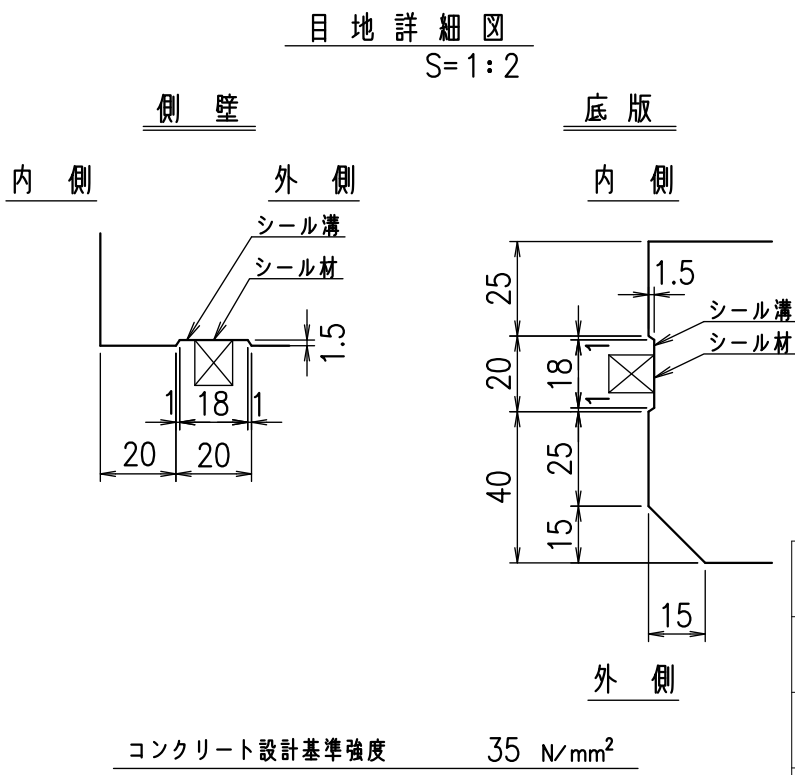 目地詳細図
S=1:2
側壁
内側
外側
シール溝
シール材
1.5
1
18
1
20
20
底版
内側
1.5
シール溝
シール材
25
20
40
1
18
1
25
15
15
外側
コンクリート設計基準強度 35 N/mm²